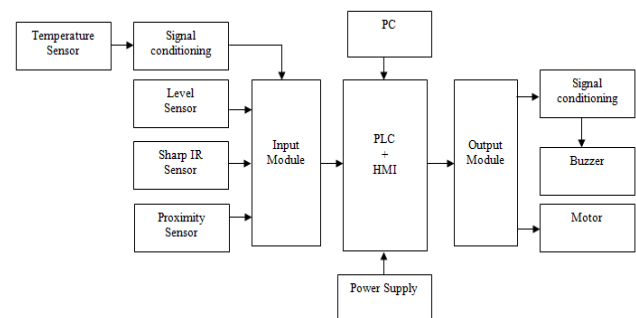 Temperature
Sensor
Signal
conditioning
PC
Level
Sensor
Sharp IR
Sensor
Proximity
Sensor
Input
Module
PLC
+
HMI
Output
Module
Signal
conditioning
Buzzer
Motor
Power Supply